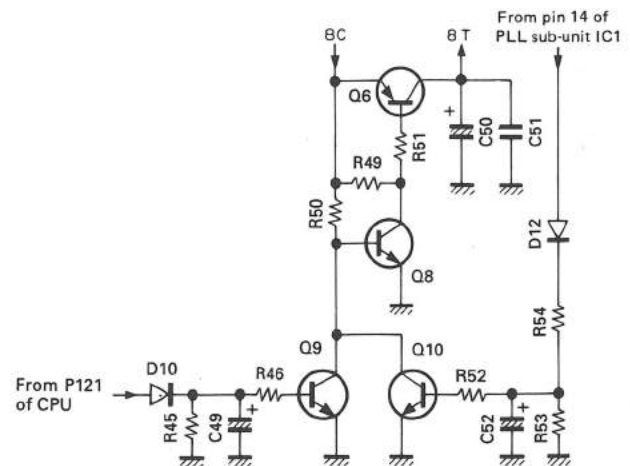 From pin 14 of
PLL sub-unit IC1
8C
8T
Q6
R51
C50
C51
R49
R50
Q8
D12
R54
Q9
Q10
D10
R46
R52
From P121
of CPU
R45
C49
C52
R53
+
+
+